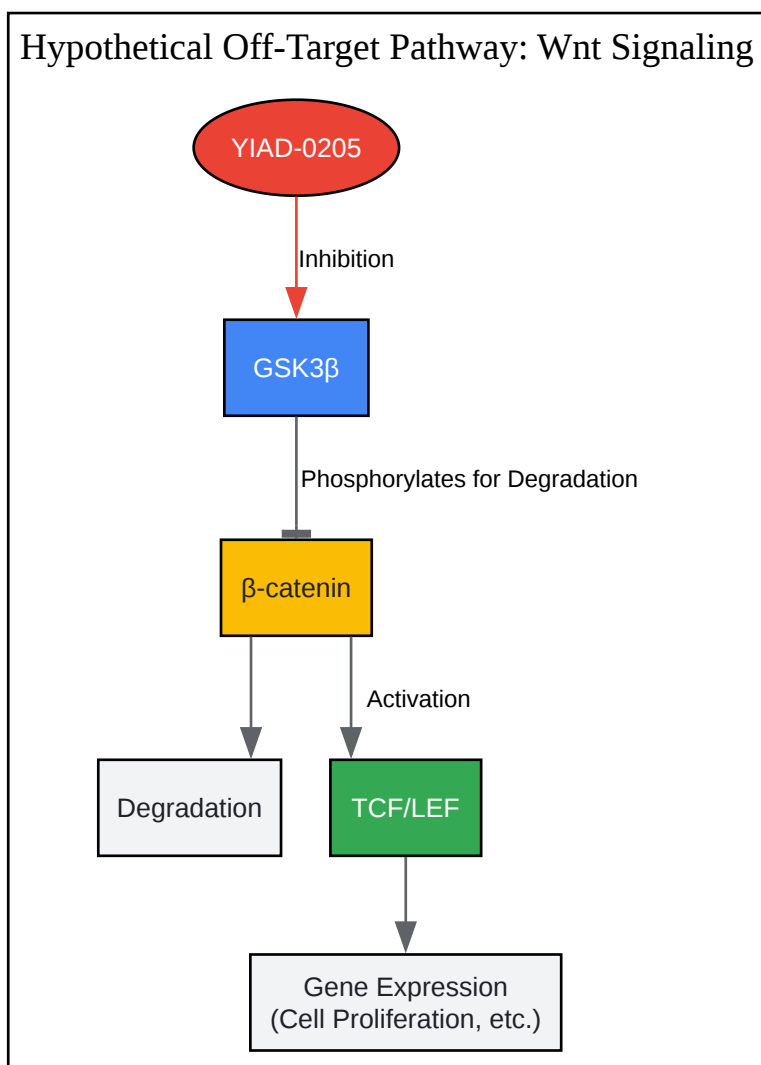 Hypothetical Off-Target Pathway: Wnt Signaling
YIAD-0205
Inhibition
GSK3β
Phosphorylates for Degradation
β-catenin
Activation
Degradation
TCF/LEF
Gene Expression
(Cell Proliferation, etc.)